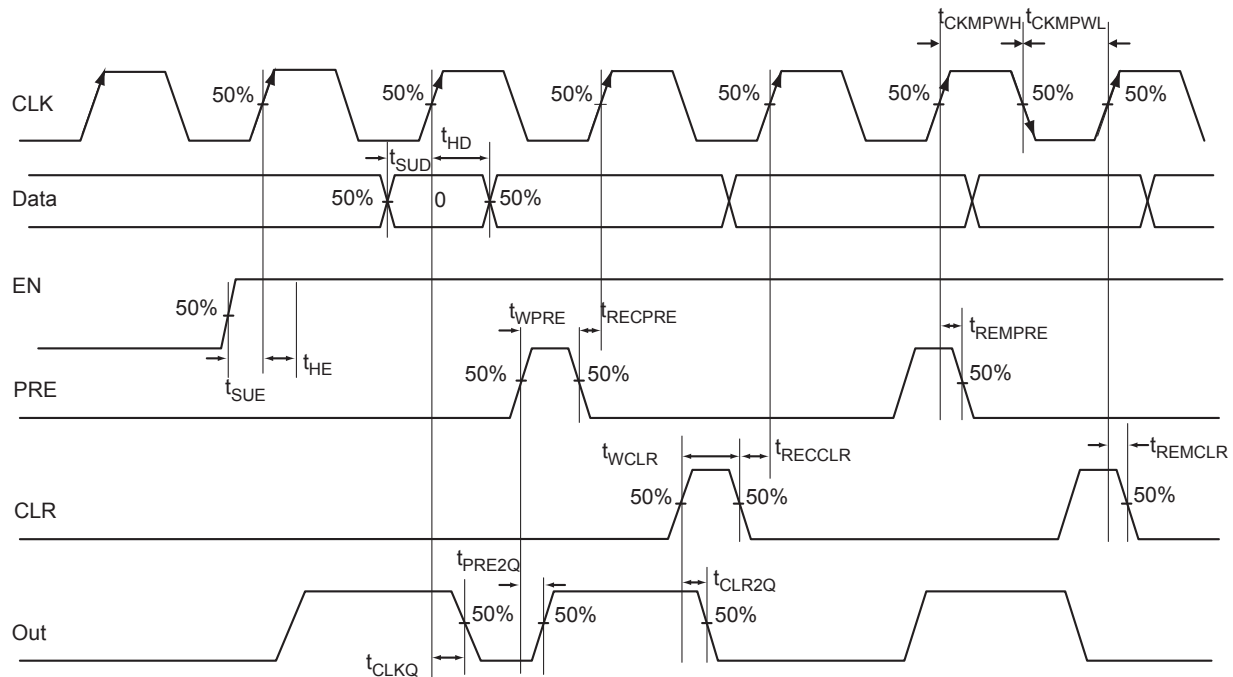 tCKMPWH tCKMPWL
CLK 50% 50% 50% 50% 50% 50% 50%
tSUD tHD
Data 50% 0 50%
EN
50%
tSUE tHE tWPRE tRECPRE tREMPRE
PRE 50% 50% 50%
tWCLR tRECCLR tREMCLR
CLR 50% 50% 50%
tPRE2Q tCLR2Q
Out 50% 50% 50%
tCLKQ